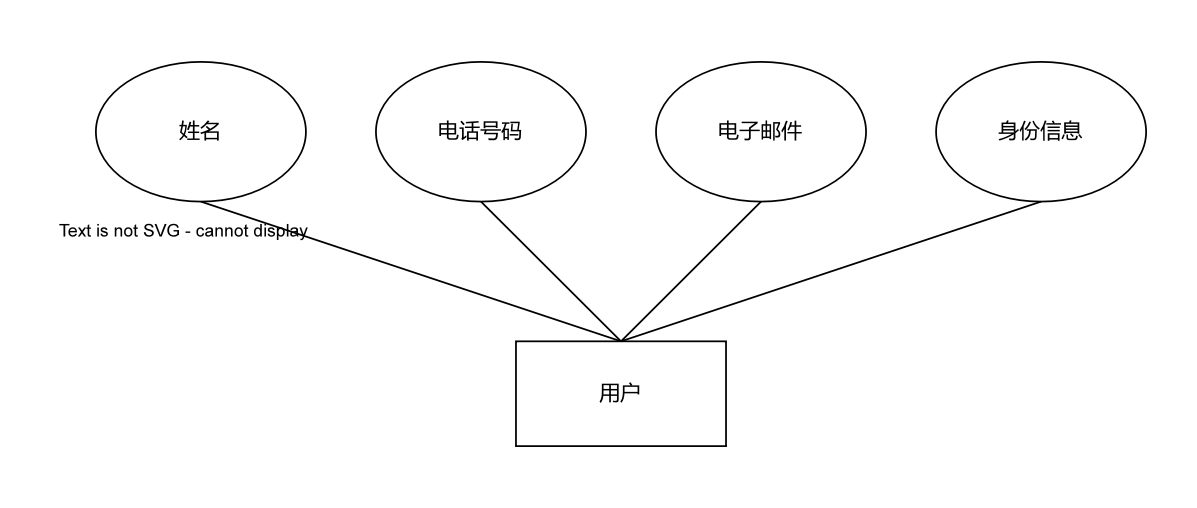 姓名
电话号码
电子邮件
身份信息
Text is not SVG - cannot display
用户